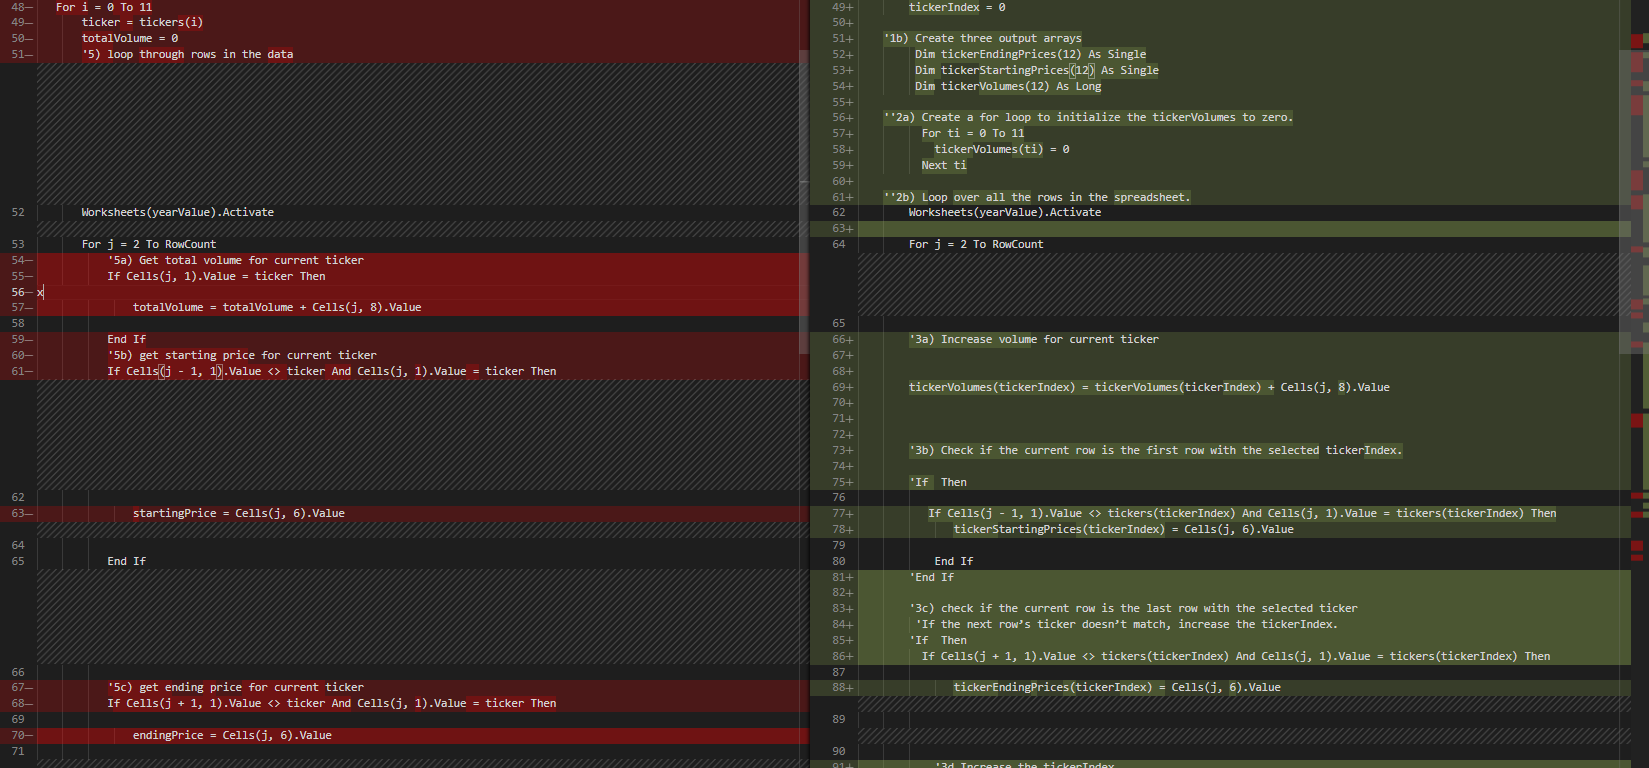 48— For i = 0 To 11
49— ticker = tickers(i)
50— totalVolume = 0
51— '5) loop through rows in the data
52 Worksheets(yearValue).Activate
53 For j = 2 To RowCount
54— '5a) Get total volume for current ticker
55— If Cells(j, 1).Value = ticker Then
56— x
57— totalVolume = totalVolume + Cells(j, 8).Value
58
59— End If
60— '5b) get starting price for current ticker
61— If Cells(j - 1, 1).Value <> ticker And Cells(j, 1).Value = ticker Then
62
63— startingPrice = Cells(j, 6).Value
64
65 End If
66
67— '5c) get ending price for current ticker
68— If Cells(j + 1, 1).Value <> ticker And Cells(j, 1).Value = ticker Then
69
70— endingPrice = Cells(j, 6).Value
71
49+ tickerIndex = 0
50+
51+ '1b) Create three output arrays
52+ Dim tickerEndingPrices(12) As Single
53+ Dim tickerStartingPrices(12) As Single
54+ Dim tickerVolumes(12) As Long
55+
56+ ''2a) Create a for loop to initialize the tickerVolumes to zero.
57+ For ti = 0 To 11
58+ tickerVolumes(ti) = 0
59+ Next ti
60+
61+ ''2b) Loop over all the rows in the spreadsheet.
62 Worksheets(yearValue).Activate
63+
64 For j = 2 To RowCount
65
66+ '3a) Increase volume for current ticker
67+
68+
69+ tickerVolumes(tickerIndex) = tickerVolumes(tickerIndex) + Cells(j, 8).Value
70+
71+
72+
73+ '3b) Check if the current row is the first row with the selected tickerIndex.
74+
75+ 'If  Then
76
77+ If Cells(j - 1, 1).Value <> tickers(tickerIndex) And Cells(j, 1).Value = tickers(tickerIndex) Then
78+ tickerStartingPrices(tickerIndex) = Cells(j, 6).Value
79
80 End If
81+ 'End If
82+
83+ '3c) check if the current row is the last row with the selected ticker
84+ 'If the next row’s ticker doesn’t match, increase the tickerIndex.
85+ 'If  Then
86+ If Cells(j + 1, 1).Value <> tickers(tickerIndex) And Cells(j, 1).Value = tickers(tickerIndex) Then
87
88+ tickerEndingPrices(tickerIndex) = Cells(j, 6).Value
89
90
91+ '3d Increase the tickerIndex